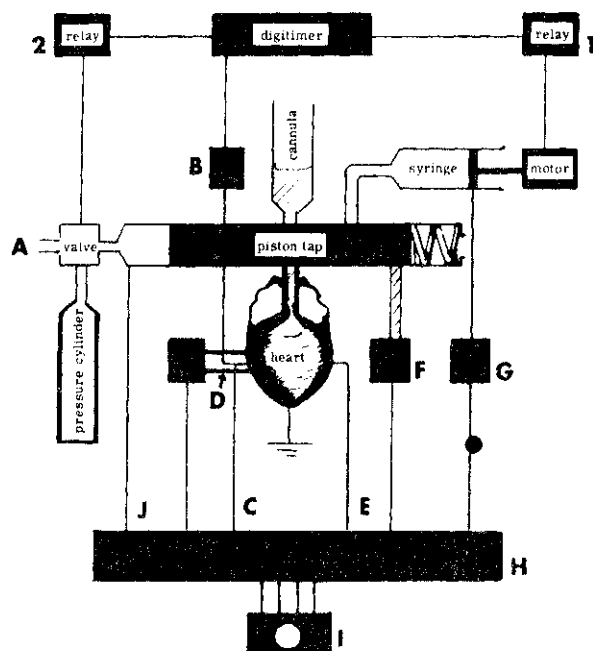 2 relay digitimer relay 1
cannula
B
syringe motor
A valve piston tap
pressure cylinder
heart
D
F G
J C E
H
I